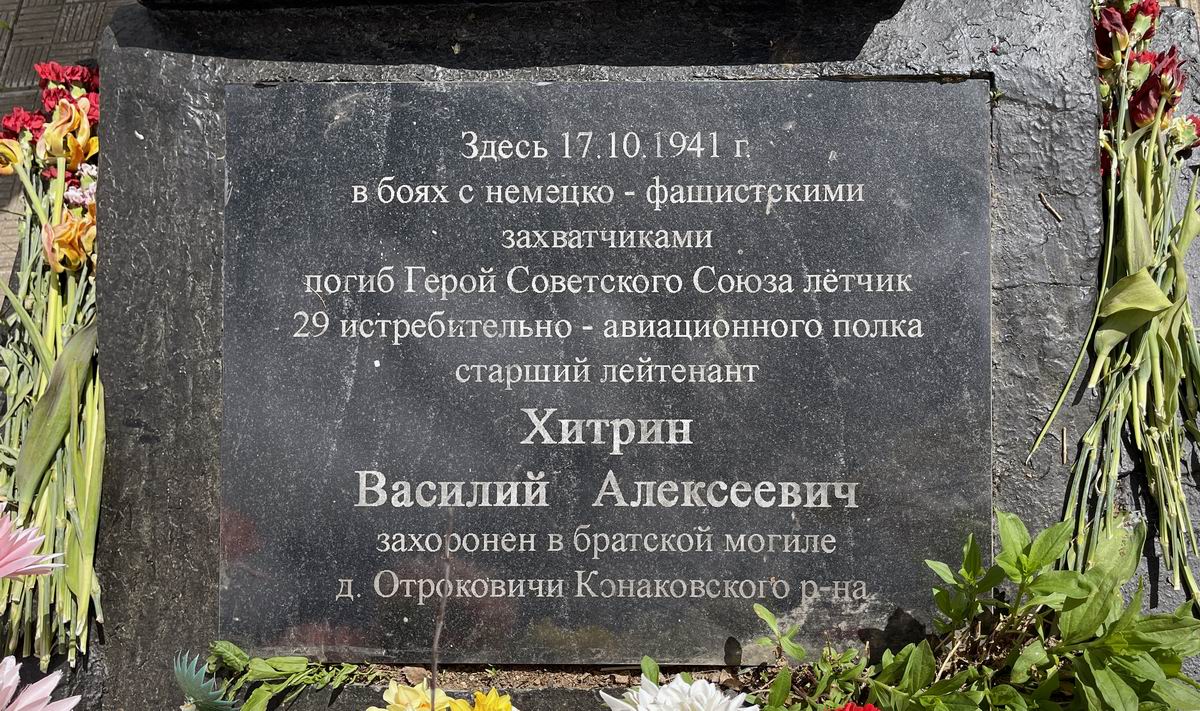 Здесь 17.10.1941 г.
в боях с немецко - фашистскими
захватчиками
погиб Герой Советского Союза лётчик
29 истребительно - авиационного полка
старший лейтенант
Хитрин
Василий Алексеевич
захоронен в братской могиле
д. Отроковичи Конаковского р-на